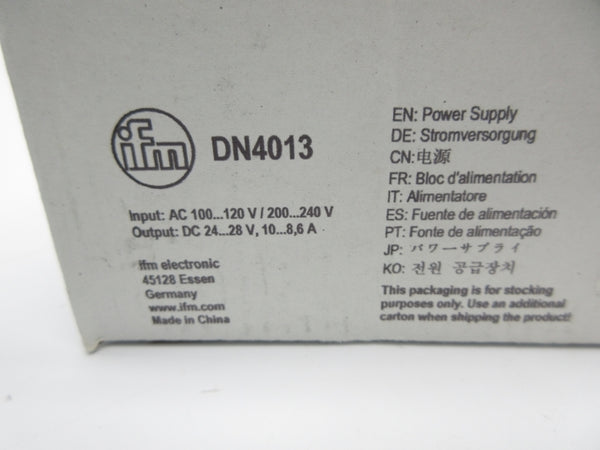 ifm
DN4013
Input: AC 100...120 V / 200...240 V
Output: DC 24...28 V, 10...8,6 A
ifm electronic
45128 Essen
Germany
www.ifm.com
Made in China
EN: Power Supply
DE: Stromversorgung
CN: 电源
FR: Bloc d'alimentation
IT: Alimentatore
ES: Fuente de alimentación
PT: Fonte de alimentação
JP: パワーサプライ
KO: 전원 공급장치
This packaging is for stocking
purposes only. Use an additional
carton when shipping the product!